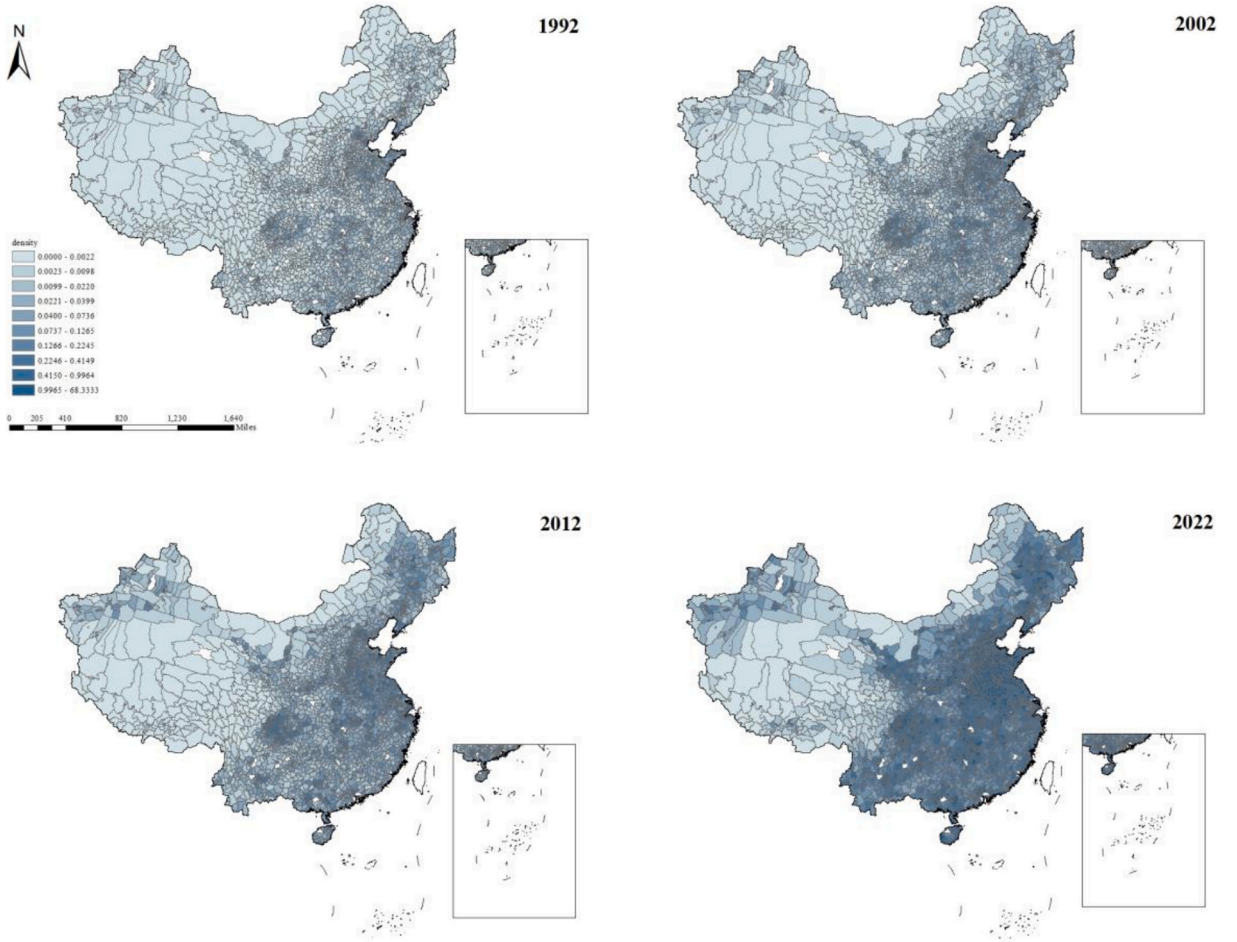 N
1992
2002
density
0.0000 - 0.0022
0.0023 - 0.0098
0.0099 - 0.0220
0.0221 - 0.0399
0.0400 - 0.0736
0.0737 - 0.1265
0.1266 - 0.2245
0.2246 - 0.4149
0.4150 - 0.9964
0.9965 - 68.3333
0 205 410 820 1,230 1,640
Miles
2012
2022